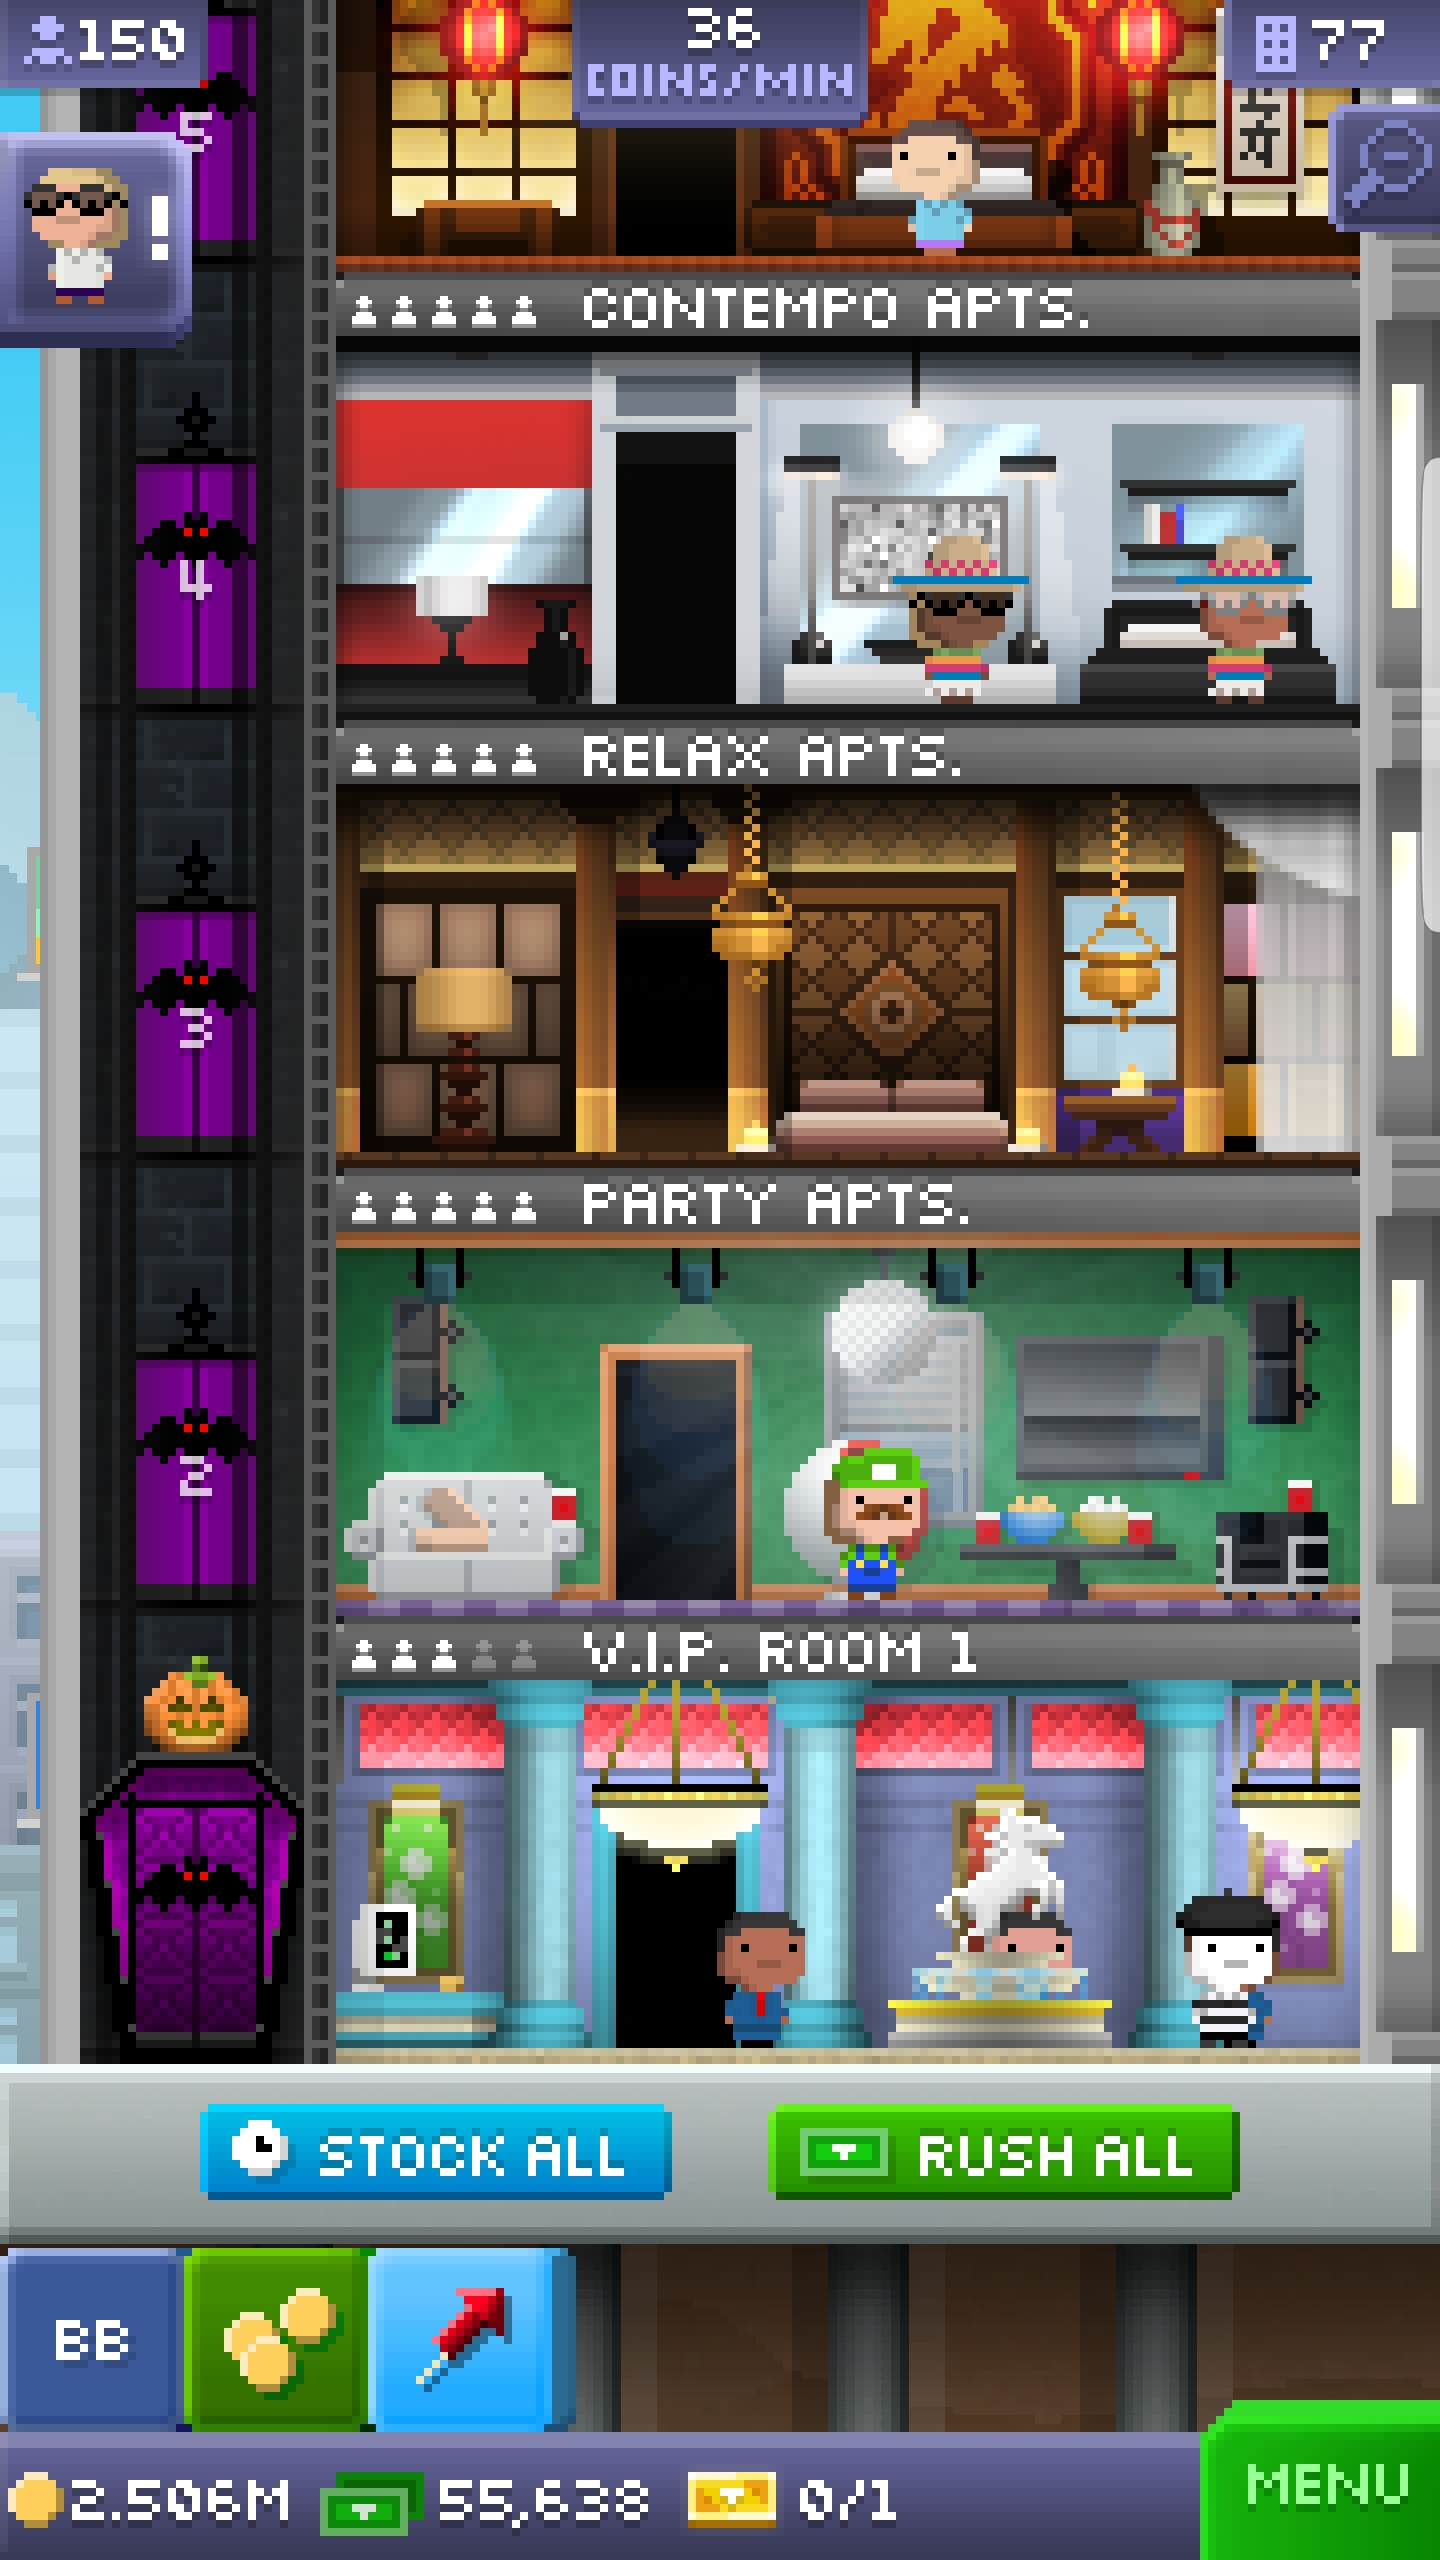 150
36
COINS/MIN
77
5
!
CONTEMPO APTS.
4
RELAX APTS.
3
PARTY APTS.
2
V.I.P. ROOM 1
STOCK ALL
RUSH ALL
BB
2.506M
55,638
0/1
MENU